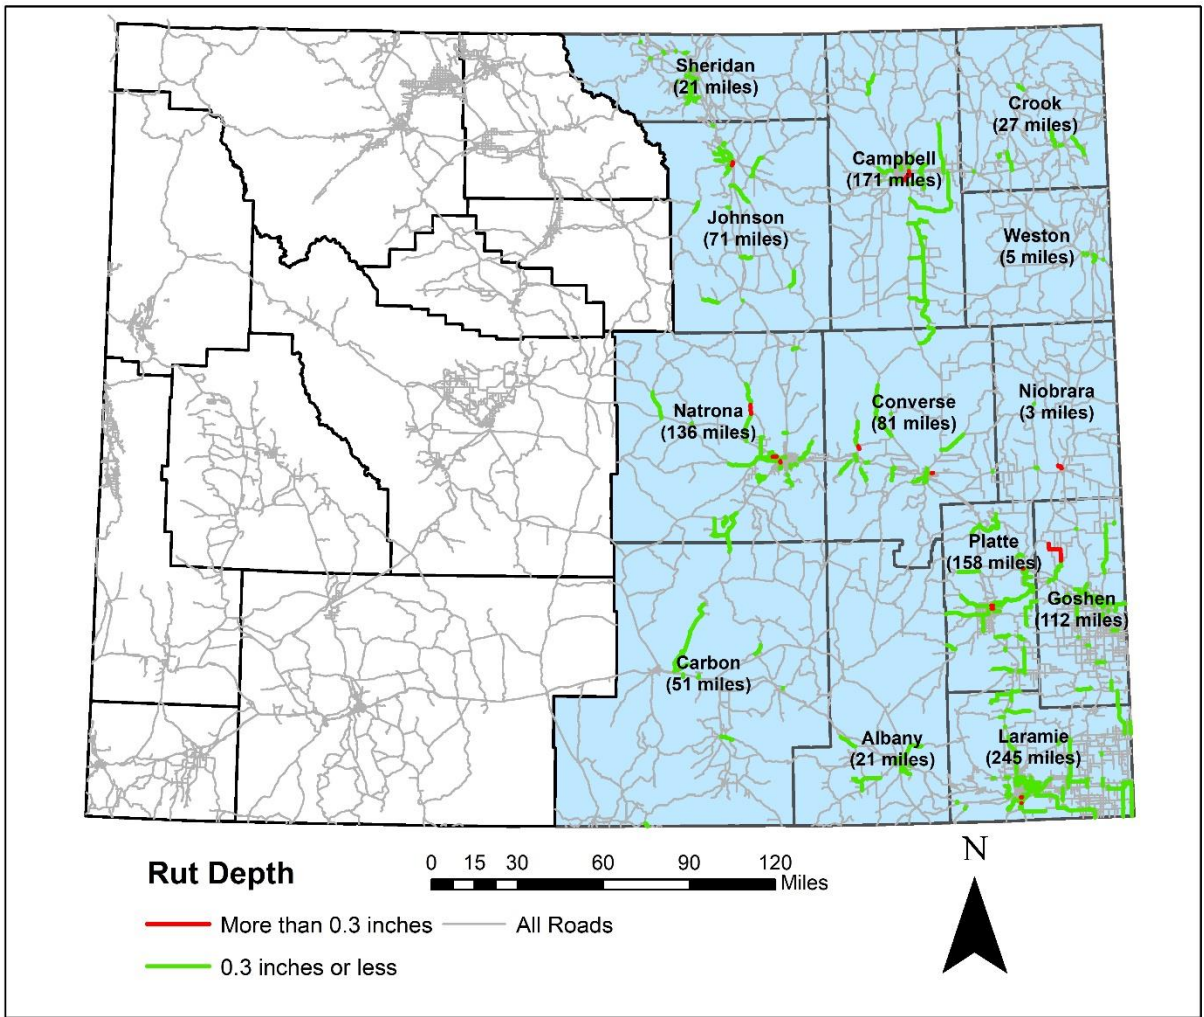 Sheridan
(21 miles)
Crook
(27 miles)
Campbell
(171 miles)
Johnson
(71 miles)
Weston
(5 miles)
Natrona
(136 miles)
Converse
(81 miles)
Niobrara
(3 miles)
Platte
(158 miles)
Goshen
(112 miles)
Carbon
(51 miles)
Albany
(21 miles)
Laramie
(245 miles)
N
Rut Depth
0 15 30 60 90 120
Miles
More than 0.3 inches
All Roads
0.3 inches or less